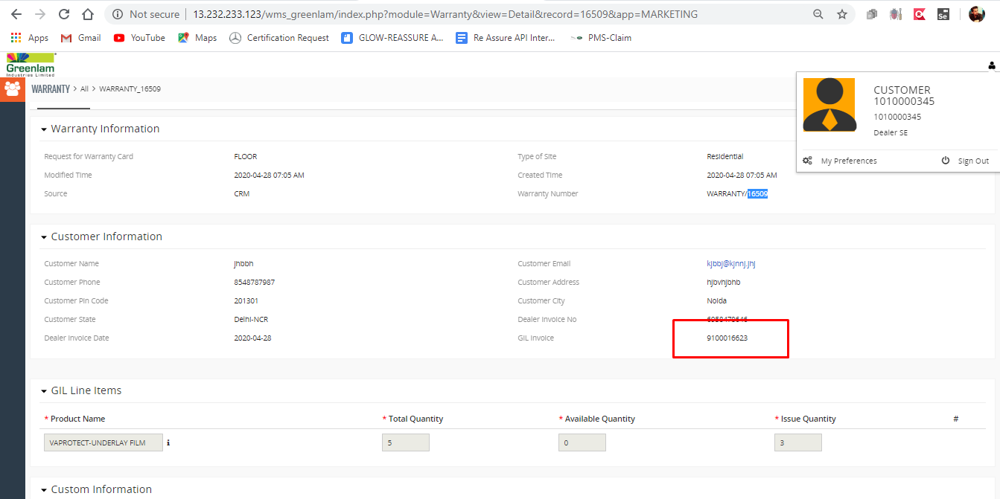 Not secure | 13.232.233.123/wms_greenlam/index.php?module=Warranty&view=Detail&record=16509&app=MARKETING
Apps Gmail YouTube Maps Certification Request GLOW-REASSURE A... Re Assure API Inter... PMS-Claim
Greenlam
Industries Limited
WARRANTY > All > WARRANTY_16509
CUSTOMER
1010000345
1010000345
Dealer SE
My Preferences Sign Out
Warranty Information
Request for Warranty Card FLOOR Type of Site Residential
Modified Time 2020-04-28 07:05 AM Created Time 2020-04-28 07:05 AM
Source CRM Warranty Number WARRANTY/16509
Customer Information
Customer Name jhbbh Customer Email kjbbj@kjnnj.jhj
Customer Phone 8548787987 Customer Address hjbvhjbhb
Customer Pin Code 201301 Customer City Noida
Customer State Delhi-NCR Dealer Invoice No
Dealer Invoice Date 2020-04-28 GIL Invoice 9100016623
GIL Line Items
* Product Name * Total Quantity * Available Quantity * Issue Quantity #
VAPROTECT-UNDERLAY FILM i 5 0 3
Custom Information